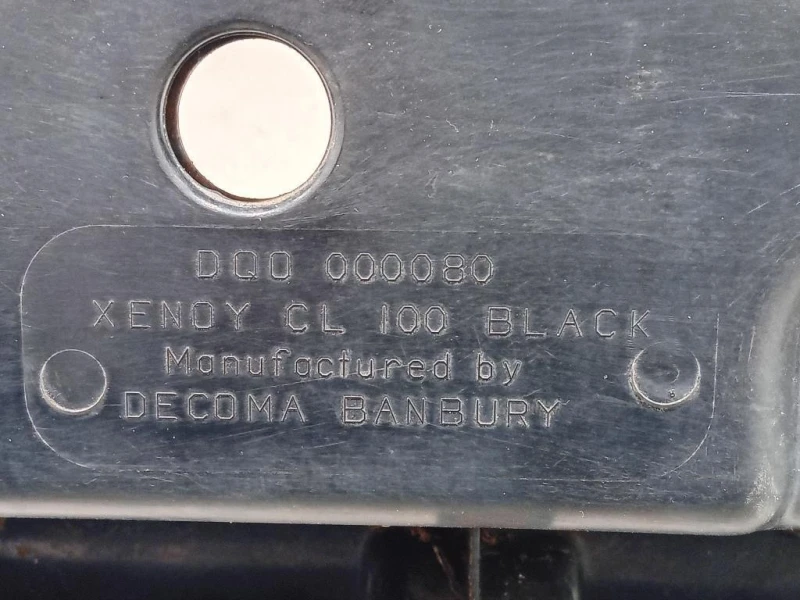 DQO 000080
XENOY CL 100 BLACK
Manufactured by
DECOMA BANBURY